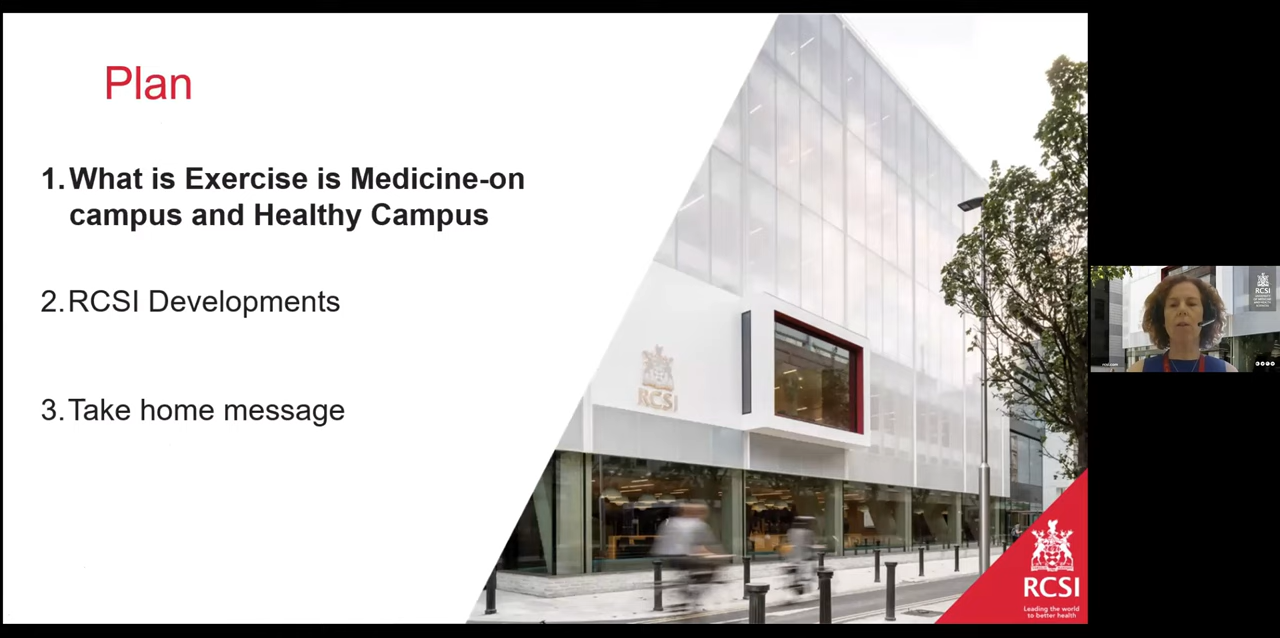 Plan
1. What is Exercise is Medicine-on
campus and Healthy Campus
2. RCSI Developments
3. Take home message
RCSI
RCSI
Leading the world
to better health
RCSI